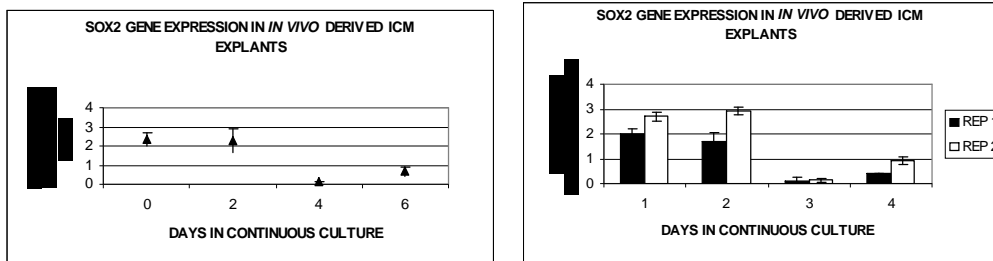 SOX2 GENE EXPRESSION IN IN VIVO DERIVED ICM
EXPLANTS
4
3
2
1
0
0 2 4 6
DAYS IN CONTINUOUS CULTURE
SOX2 GENE EXPRESSION IN IN VIVO DERIVED ICM
EXPLANTS
4
3
2
1
0
1 2 3 4
DAYS IN CONTINUOUS CULTURE
REP 1
REP 2